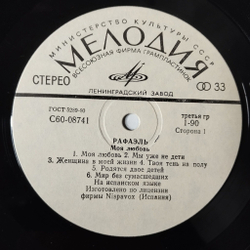 МИНИСТЕРСТВО КУЛЬТУРЫ СССР
МЕЛОДИЯ
ВСЕСОЮЗНАЯ ФИРМА ГРАМПЛАСТИНОК
СТЕРЕО
33
ЛЕНИНГРАДСКИЙ ЗАВОД
ГОСТ 5289-80
С60-08741
третья гр
1-90
Сторона 1
РАФАЭЛЬ
Моя любовь
1. Моя любовь 2. Мы уже не дети
3. Женщина в моей жизни 4. Твоя тень на полу
5. Родятся двое детей
6. Мир без сумасшедших
На испанском языке
Изготовлено по лицензии
фирмы Nispavox (Испания)